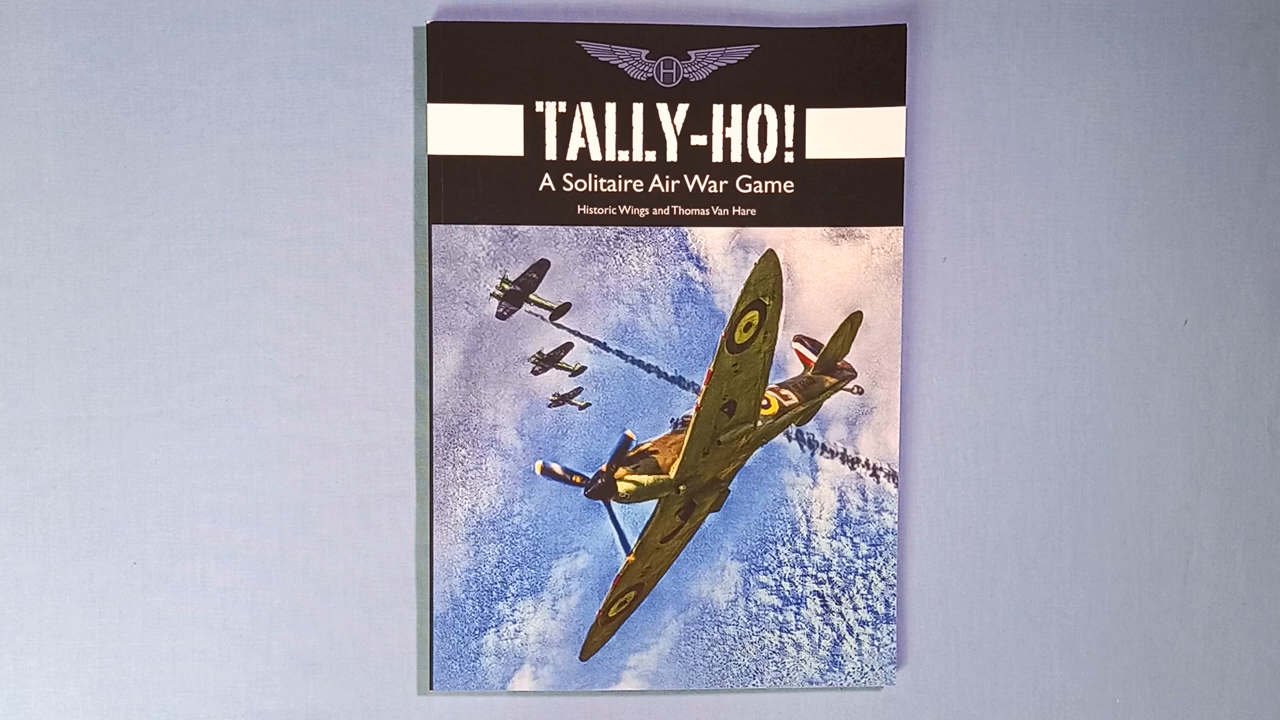 H
TALLY-HO!
A Solitaire Air War Game
Historic Wings and Thomas Van Hare